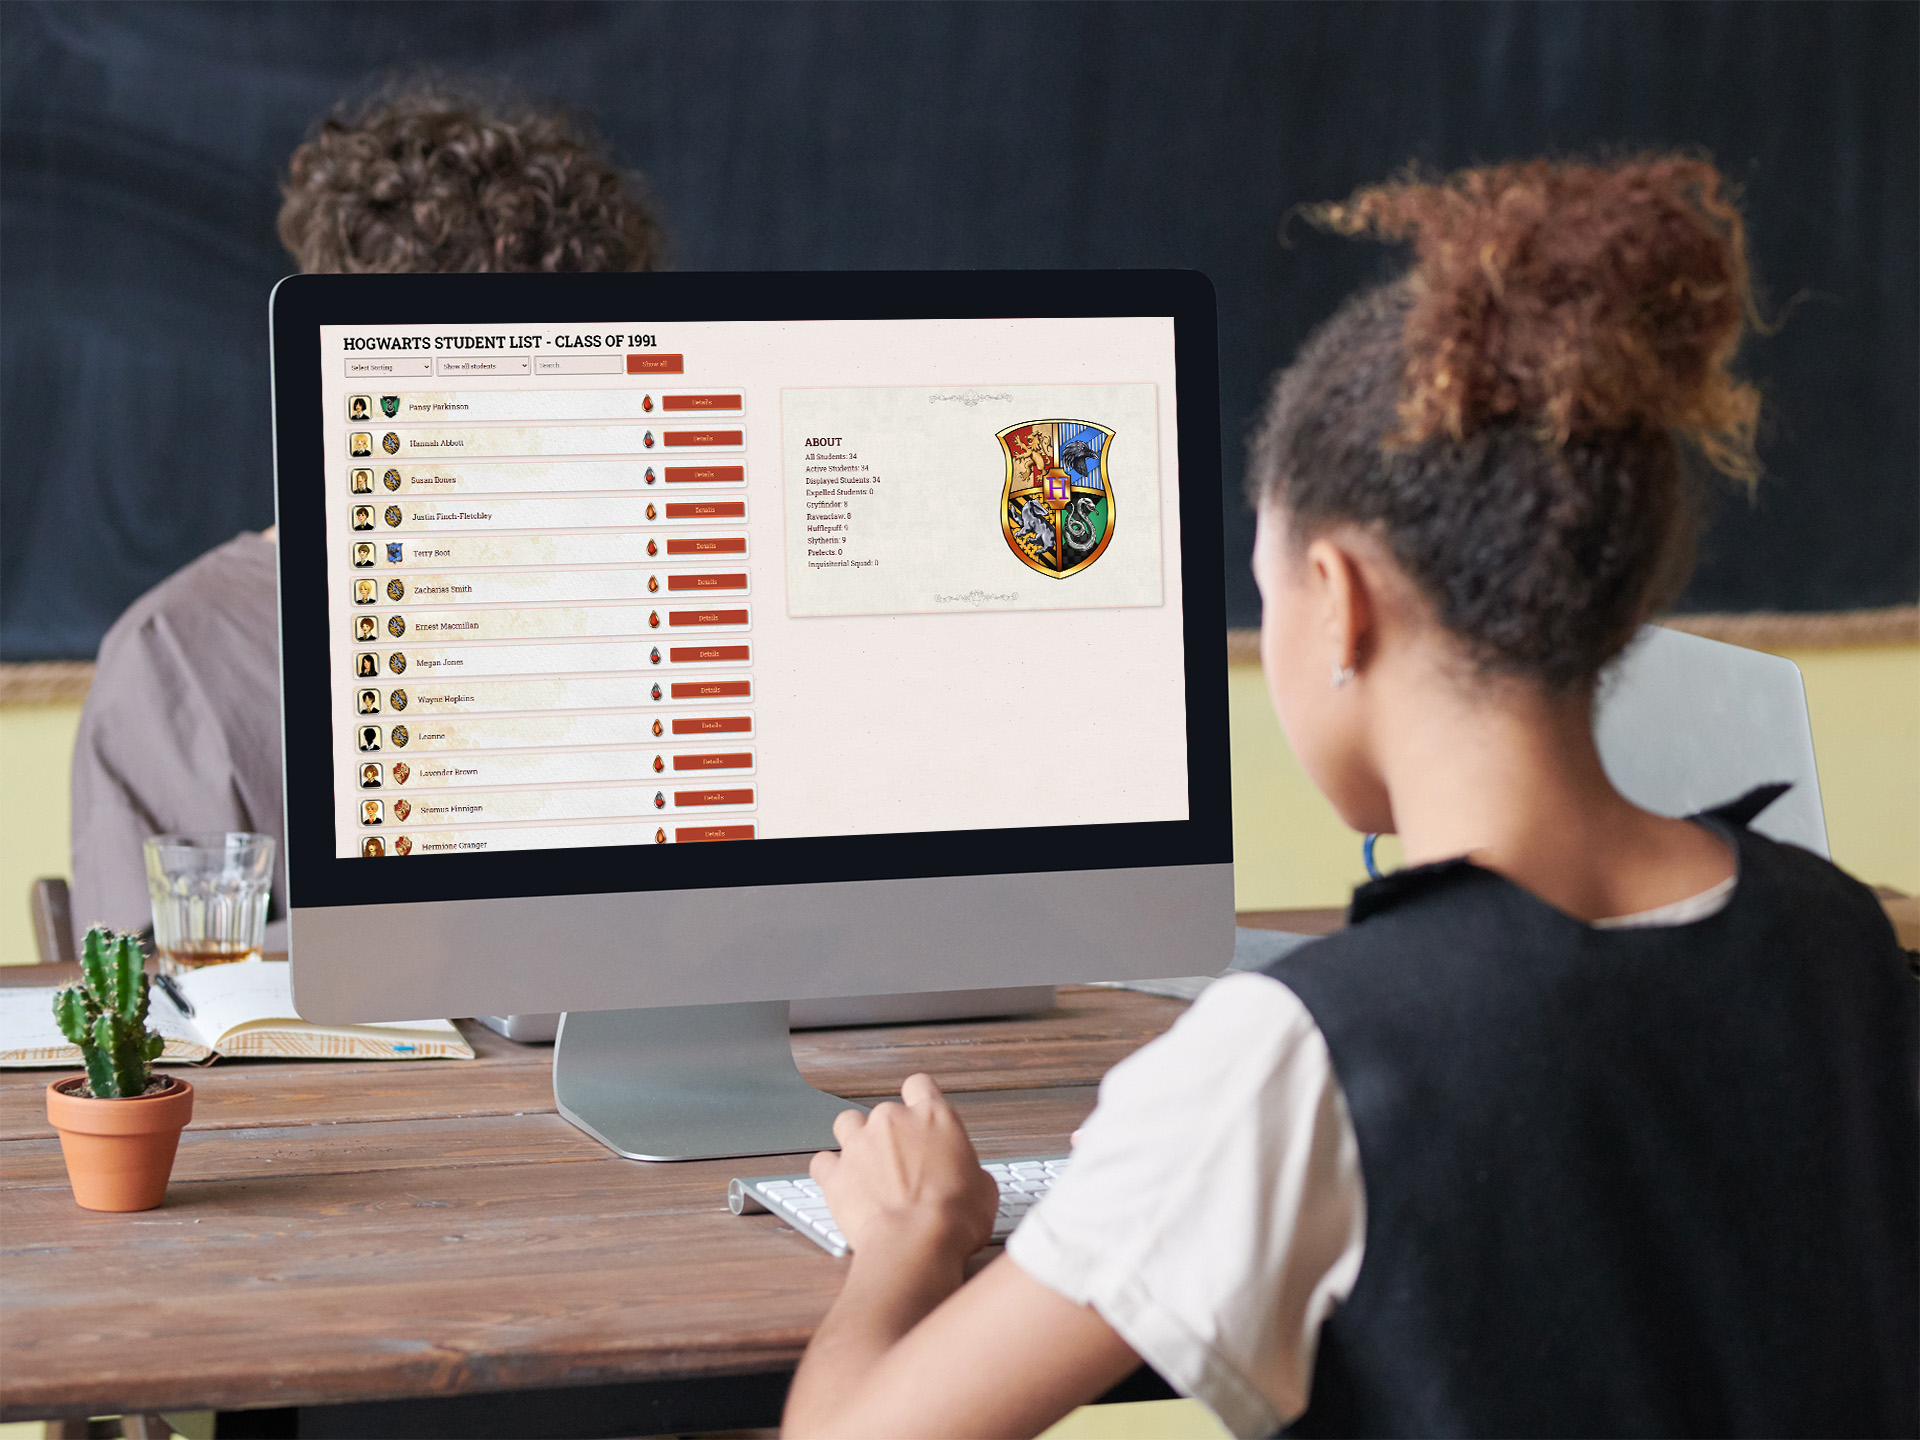 HOGWARTS STUDENT LIST - CLASS OF 1991
Select Sorting
Show all students
Search
Show all
Pansy Parkinson
Details
Hannah Abbott
Details
Susan Bones
Details
Justin Finch-Fletchley
Details
Terry Boot
Details
Zacharias Smith
Details
Ernest Macmillan
Details
Megan Jones
Details
Wayne Hopkins
Details
Leanne
Details
Lavender Brown
Details
Seamus Finnigan
Details
Hermione Granger
Details
ABOUT
All Students: 34
Active Students: 34
Displayed Students: 34
Expelled Students: 0
Gryffindor: 8
Ravenclaw: 8
Hufflepuff: 9
Slytherin: 9
Prefects: 0
Inquisitorial Squad: 0
H